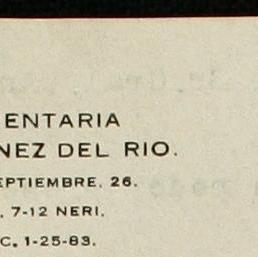 ENTARIA
NEZ DEL RIO.
EPTIEMBRE, 26.
. 7-12 NERI.
C. 1-25-83.